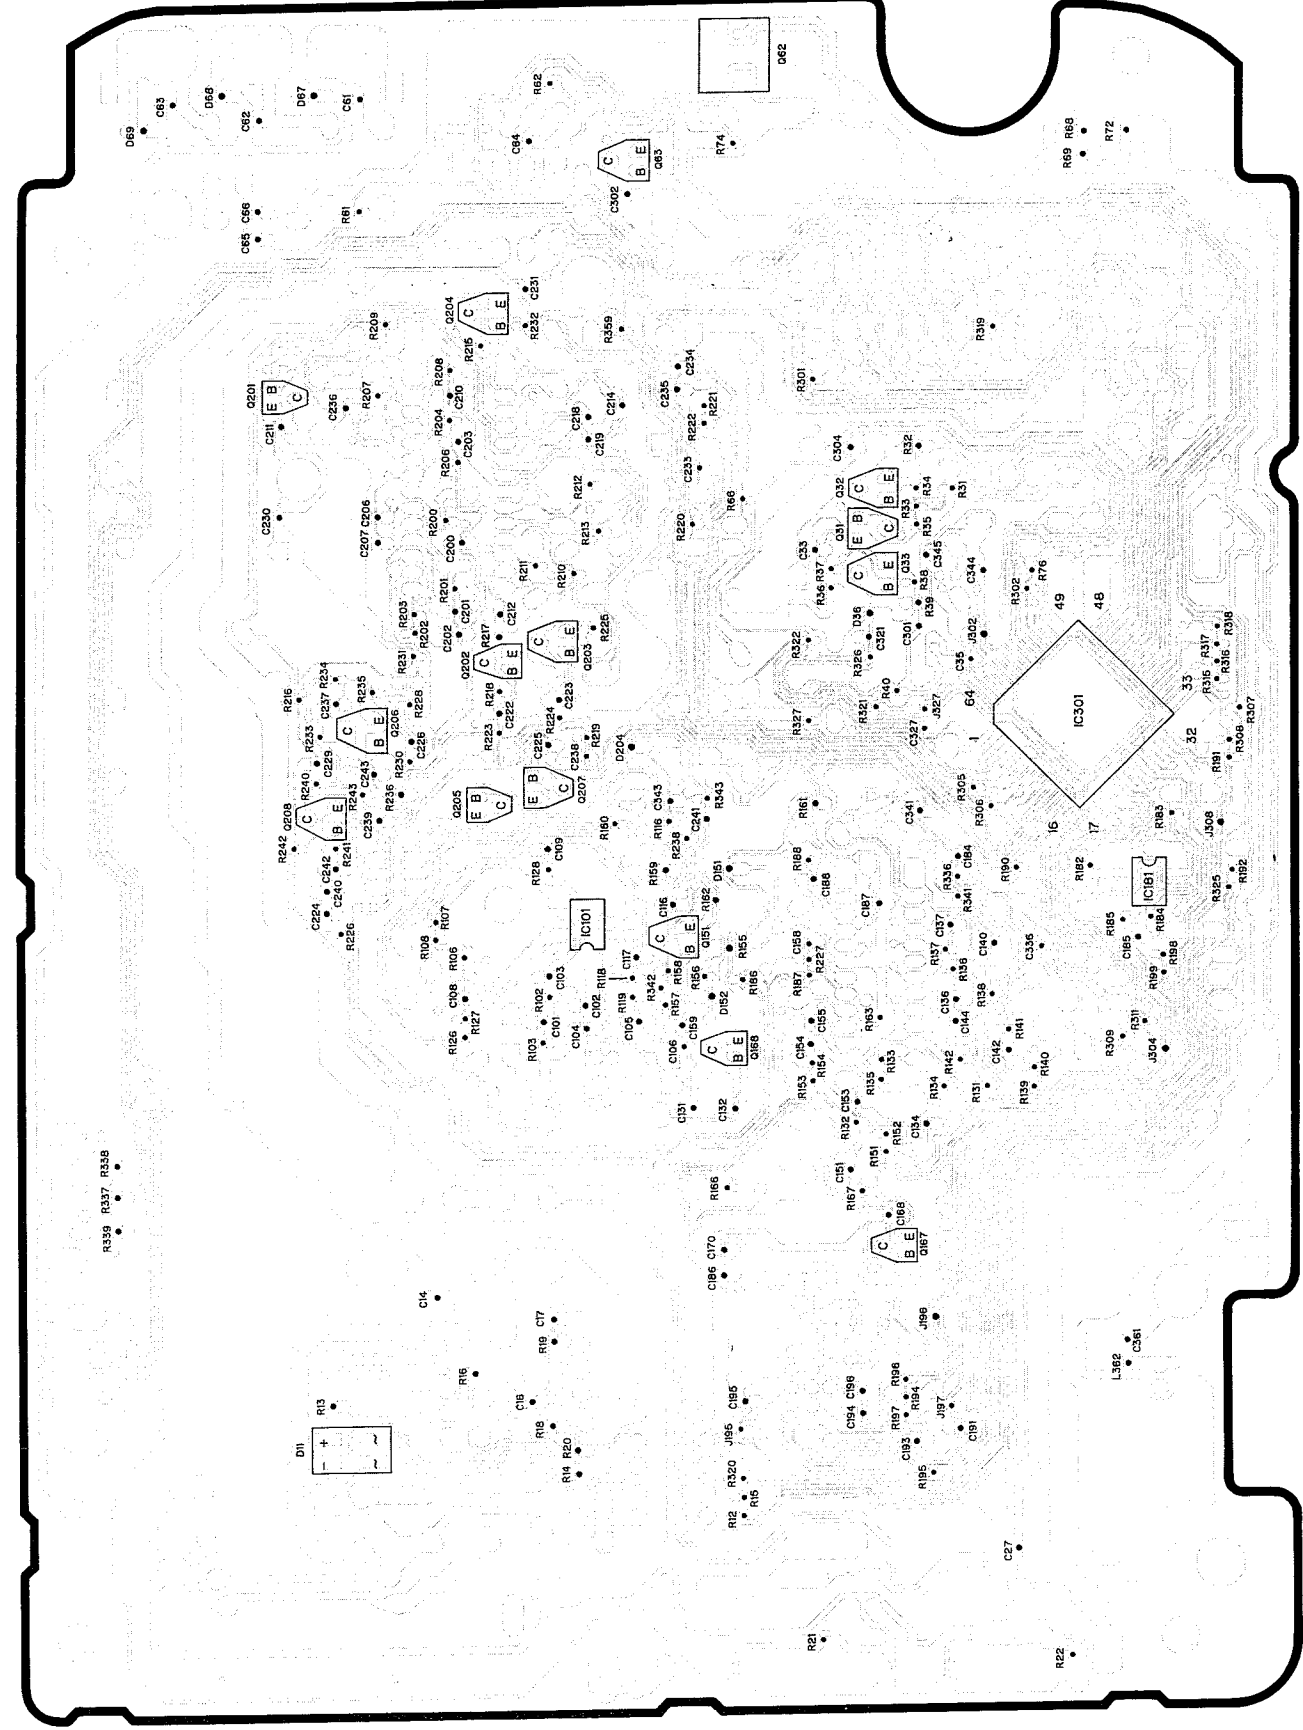 Q62
D69
C63
D68
C62
D67
C61
R62
C64
C
B E
Q63
C302
R74
R68
R69
R72
C66
C65
R61
Q204
C
B E
C231
R232
R209
R215
R359
R319
Q201
E B
C
C211
C236
R207
R208
C210
R204
C203
R206
C218
C219
C214
C234
C235
R221
R222
C233
R301
C304
R32
Q32
C
B E
R34
R33
R31
R35
Q31
E B
C
Q33
C
B E
C33
R37
R36
R38
R39
C345
C344
R302
R76
C230
C206
C207
R200
C200
R212
R213
R220
R66
R211
R210
R201
C201
C202
R203
R202
R231
C212
R217
Q202
C
B E
Q203
C
B E
R225
D36
C321
R326
R322
C301
J302
C35
49
48
64
1
IC301
33
32
16
17
R318
R317
R316
R315
R307
R308
R191
R216
R234
C237
R235
Q206
C
B E
R228
C226
R230
R233
C229
R240
C243
R243
R236
C239
Q208
C
B E
R242
R241
C242
C240
C224
R226
R218
C222
R223
C223
R224
C225
C238
R219
D204
Q205
E B
C
Q207
E B
C
R321
R40
R327
J327
C327
C343
R116
R343
C241
R238
R160
R161
C341
R305
R306
R183
J308
R128
C109
R159
D151
R162
C116
R188
C188
C187
C184
R336
R341
R190
R182
IC181
R192
R325
R185
R184
C185
R198
R199
R107
R108
R106
C108
R127
R126
IC101
C117
R118
R119
C105
C103
R102
C101
R103
C102
C104
Q151
C
B E
R155
R158
R156
R342
R157
D152
C159
C106
Q168
C
B E
R186
C158
R227
R187
C155
C154
R154
R153
R163
R133
R135
C137
R137
R136
C140
R138
C336
C136
C144
R142
R141
C142
R140
R139
R134
R131
R311
R309
J304
C131
C132
C153
R132
R152
R151
C134
C151
R167
C168
Q167
C
B E
R166
C170
C186
R338
R337
R339
C14
C17
R19
R16
C16
R18
R20
R14
R13
D11
- +
~ ~
J196
C361
L362
R196
R194
R197
C196
C194
J197
C191
C193
R195
C195
J195
R320
R15
R12
C27
R21
R22